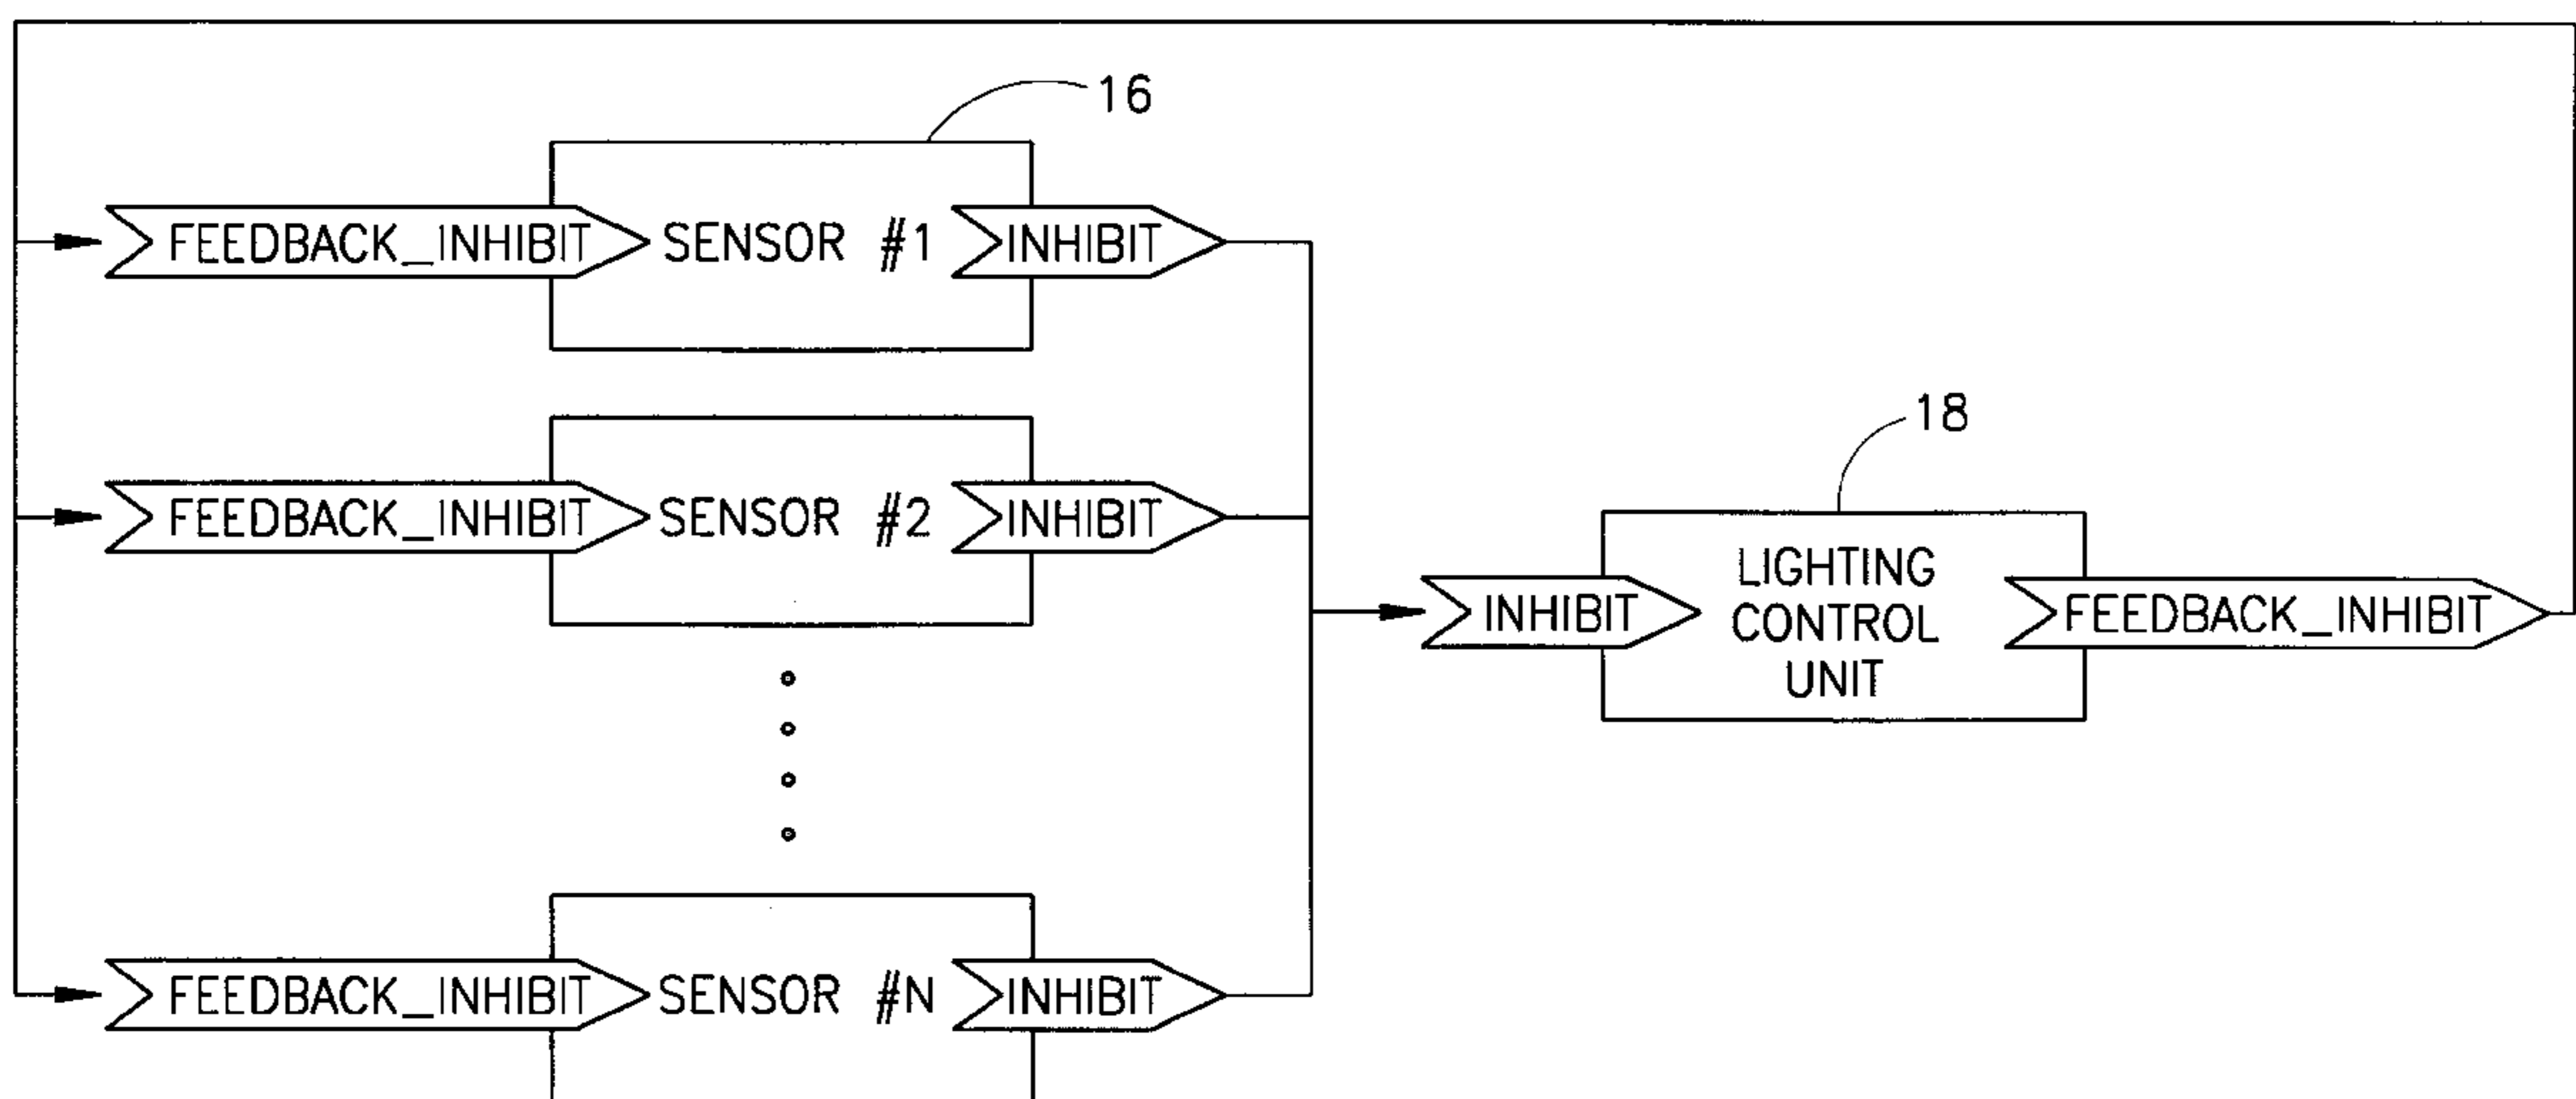 16
FEEDBACK_INHIBIT SENSOR #1 INHIBIT
FEEDBACK_INHIBIT SENSOR #2 INHIBIT
18
INHIBIT LIGHTING CONTROL UNIT FEEDBACK_INHIBIT
FEEDBACK_INHIBIT SENSOR #N INHIBIT